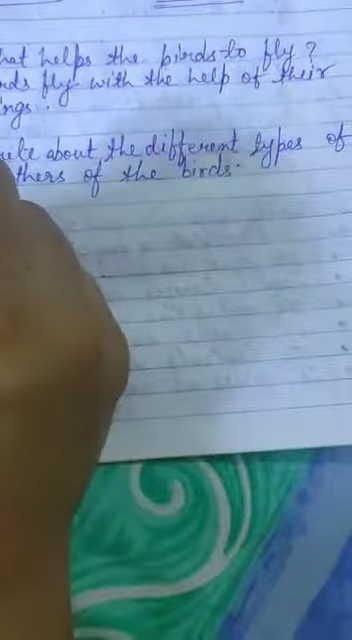 hat helps the birds to fly?
rds fly with the help of their
ngs.
rite about the different types of
thers of the birds.